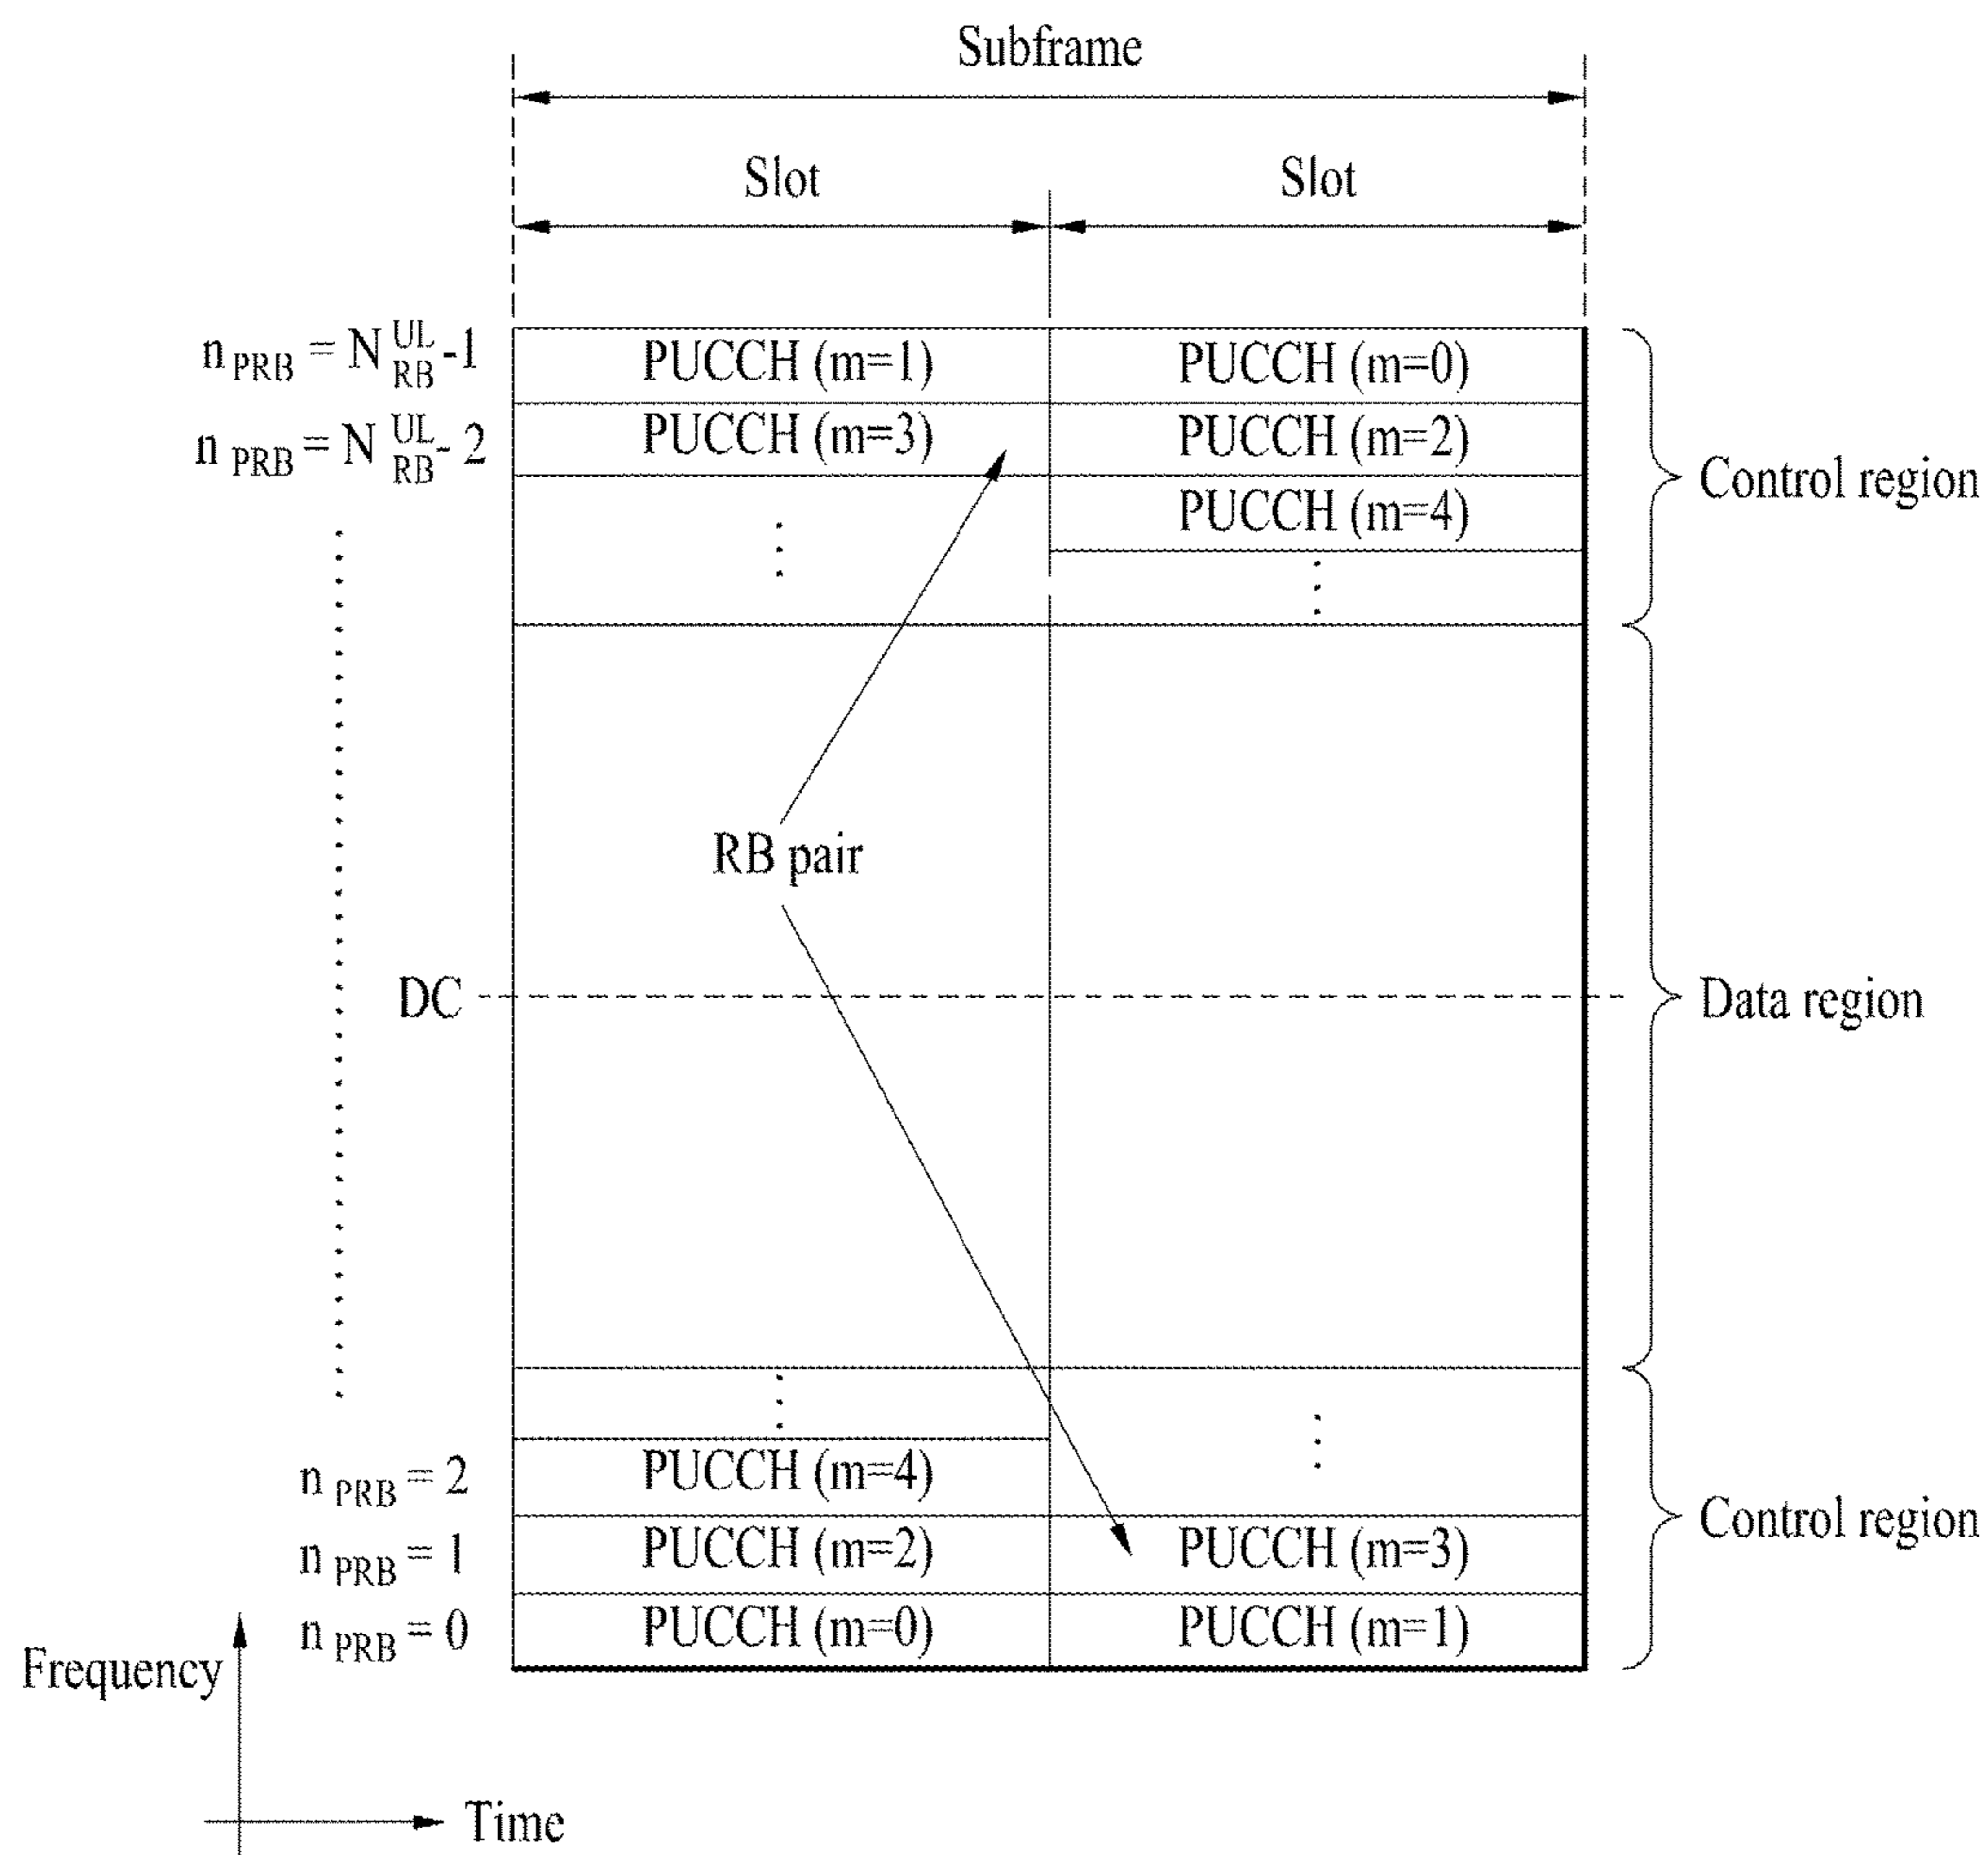 Subframe
Slot Slot
n PRB = N UL RB -1 PUCCH (m=1) PUCCH (m=0)
n PRB = N UL RB - 2 PUCCH (m=3) PUCCH (m=2)
PUCCH (m=4)
Control region
RB pair
DC
Data region
n PRB = 2 PUCCH (m=4)
Control region
n PRB = 1 PUCCH (m=2) PUCCH (m=3)
n PRB = 0 PUCCH (m=0) PUCCH (m=1)
Frequency
Time